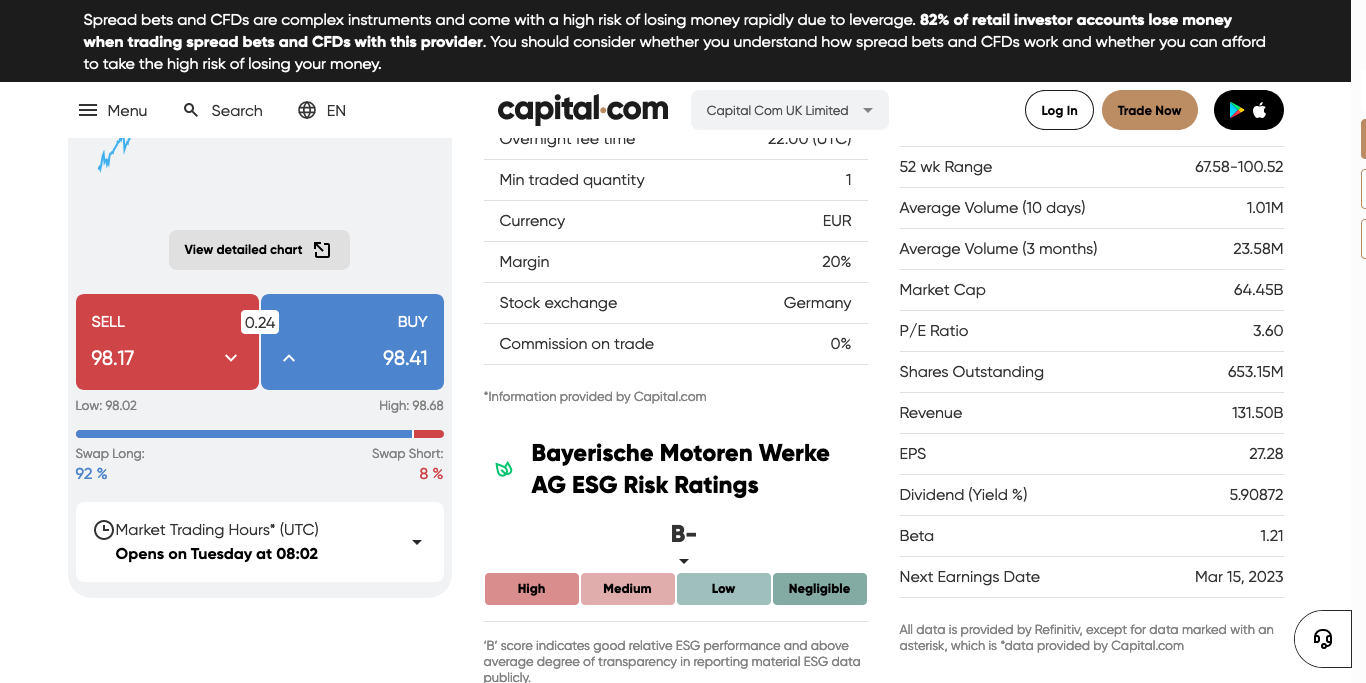 Spread bets and CFDs are complex instruments and come with a high risk of losing money rapidly due to leverage. 82% of retail investor accounts lose money
when trading spread bets and CFDs with this provider. You should consider whether you understand how spread bets and CFDs work and whether you can afford
to take the high risk of losing your money.
Menu Search EN capital.com Capital Com UK Limited Log In Trade Now
View detailed chart
SELL 0.24 BUY
98.17 98.41
Low: 98.02 High: 98.68
Swap Long: Swap Short:
92 % 8 %
Market Trading Hours* (UTC)
Opens on Tuesday at 08:02
Overnight fee time 22:00 (UTC)
Min traded quantity 1
Currency EUR
Margin 20%
Stock exchange Germany
Commission on trade 0%
*Information provided by Capital.com
Bayerische Motoren Werke
AG ESG Risk Ratings
B-
High Medium Low Negligible
‘B’ score indicates good relative ESG performance and above
average degree of transparency in reporting material ESG data
publicly.
52 wk Range 67.58-100.52
Average Volume (10 days) 1.01M
Average Volume (3 months) 23.58M
Market Cap 64.45B
P/E Ratio 3.60
Shares Outstanding 653.15M
Revenue 131.50B
EPS 27.28
Dividend (Yield %) 5.90872
Beta 1.21
Next Earnings Date Mar 15, 2023
All data is provided by Refinitiv, except for data marked with an
asterisk, which is *data provided by Capital.com